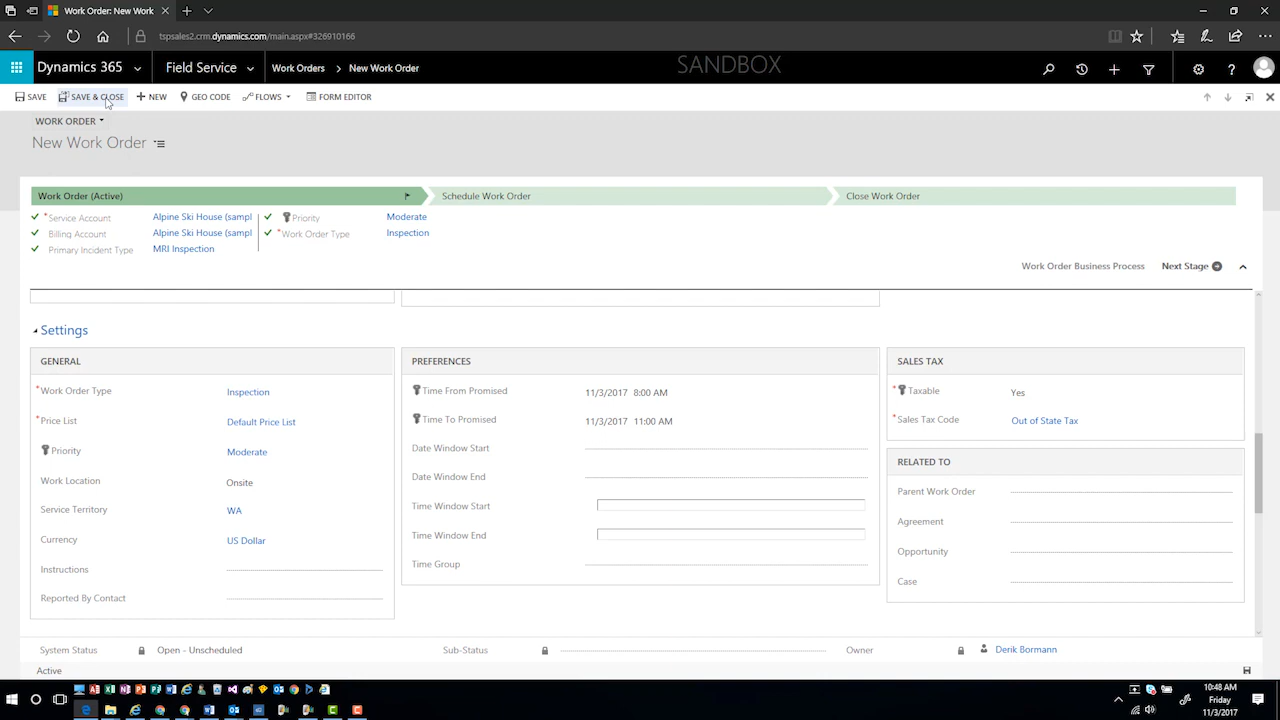 Work Order: New Work
tspsales2.crm.dynamics.com/main.aspx#326910166
Dynamics 365
Field Service
Work Orders > New Work Order
SANDBOX
SAVE
SAVE & CLOSE
NEW
GEO CODE
FLOWS
FORM EDITOR
WORK ORDER
New Work Order
Work Order (Active)
Schedule Work Order
Close Work Order
*Service Account Alpine Ski House (sampl
Priority Moderate
Billing Account Alpine Ski House (sampl
*Work Order Type Inspection
Primary Incident Type MRI Inspection
Work Order Business Process
Next Stage
Settings
GENERAL
*Work Order Type Inspection
*Price List Default Price List
Priority Moderate
Work Location Onsite
Service Territory WA
Currency US Dollar
Instructions
Reported By Contact
PREFERENCES
Time From Promised 11/3/2017 8:00 AM
Time To Promised 11/3/2017 11:00 AM
Date Window Start
Date Window End
Time Window Start
Time Window End
Time Group
SALES TAX
*Taxable Yes
*Sales Tax Code Out of State Tax
RELATED TO
Parent Work Order
Agreement
Opportunity
Case
System Status Open - Unscheduled
Sub-Status
Owner Derik Bormann
Active
10:48 AM
Friday
11/3/2017